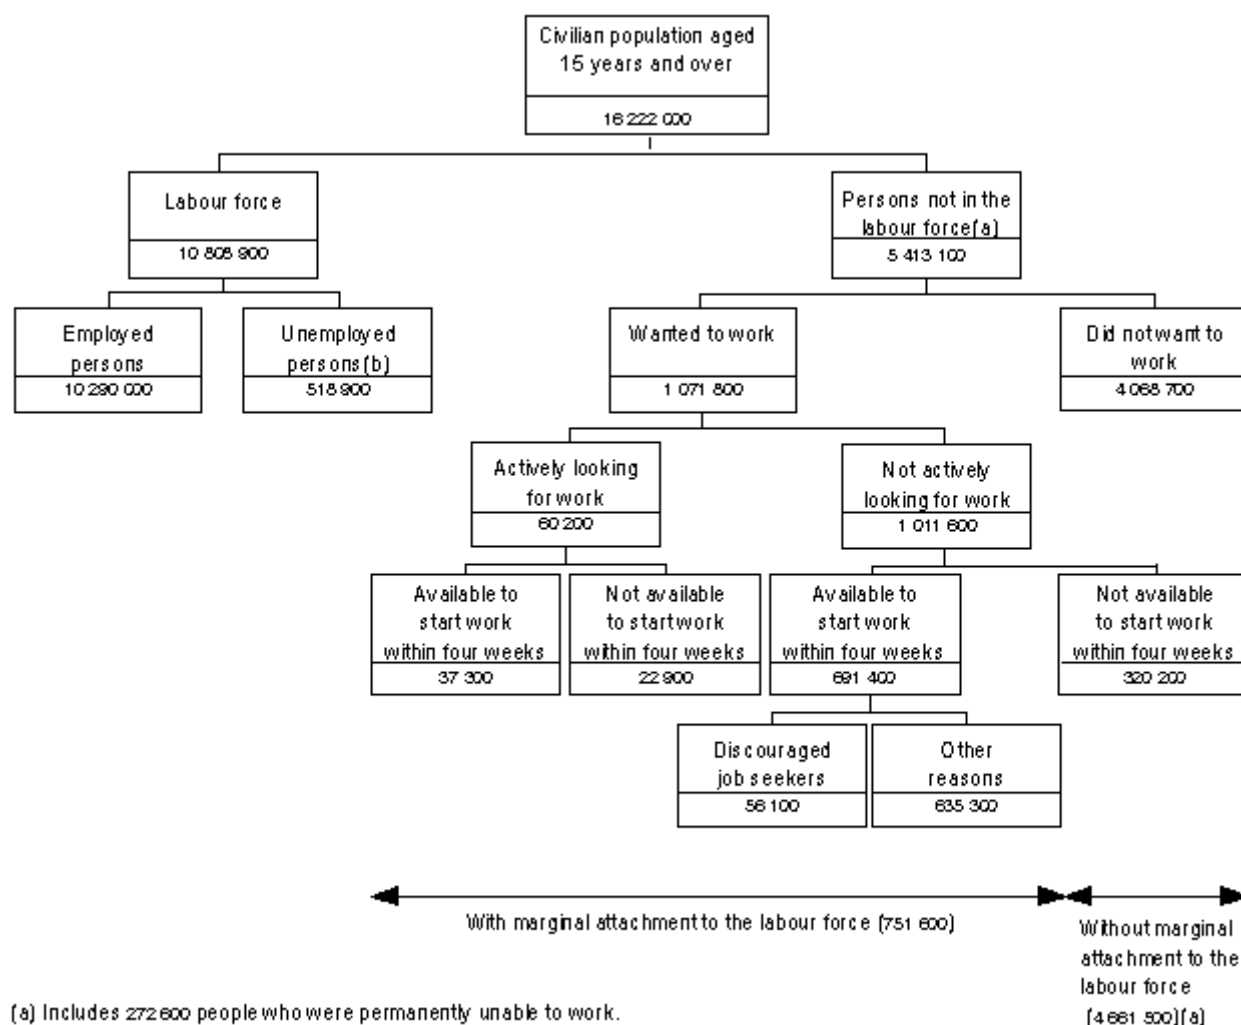 Civilian population aged
15 years and over
16 222 000
Labour force
10 808 900
Persons not in the
labour force(a)
5 413 100
Employed
persons
10 290 000
Unemployed
persons(b)
518 900
Wanted to work
1 071 800
Did not want to
work
4 068 700
Actively looking
for work
60 200
Not actively
looking for work
1 011 600
Available to
start work
within four weeks
37 300
Not available
to start work
within four weeks
22 900
Available to
start work
within four weeks
691 400
Not available
to start work
within four weeks
320 200
Discouraged
job seekers
56 100
Other
reasons
635 300
With marginal attachment to the labour force (751 600)
Without marginal
attachment to the
labour force
(4 661 500)(a)
(a) Includes 272 600 people who were permanently unable to work.